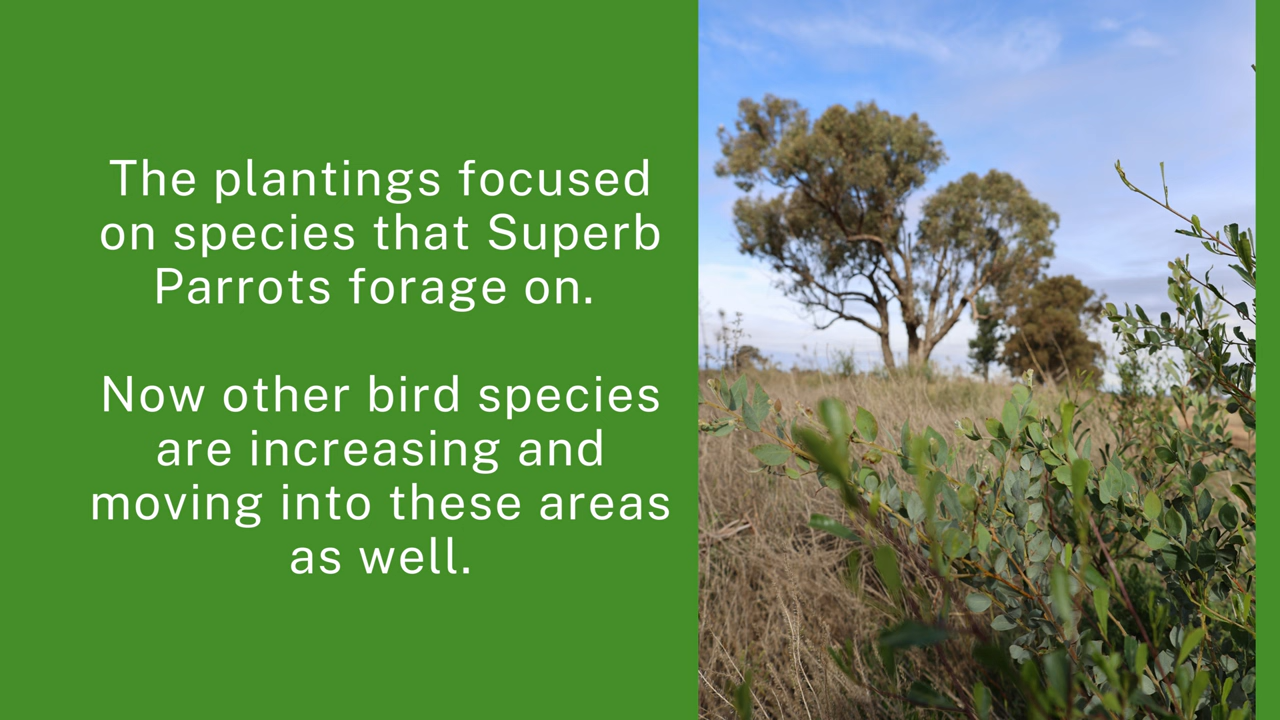 The plantings focused
on species that Superb
Parrots forage on.
Now other bird species
are increasing and
moving into these areas
as well.